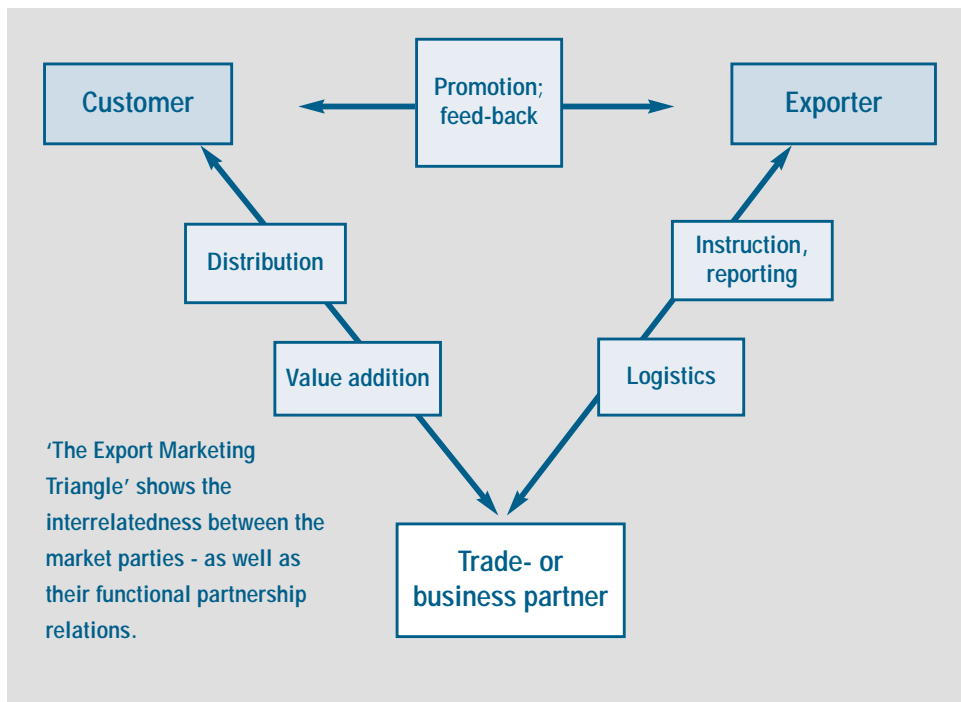 Customer
Promotion;
feed-back
Exporter
Distribution
Instruction,
reporting
Value addition
Logistics
‘The Export Marketing
Triangle’ shows the
interrelatedness between the
market parties - as well as
their functional partnership
relations.
Trade- or
business partner